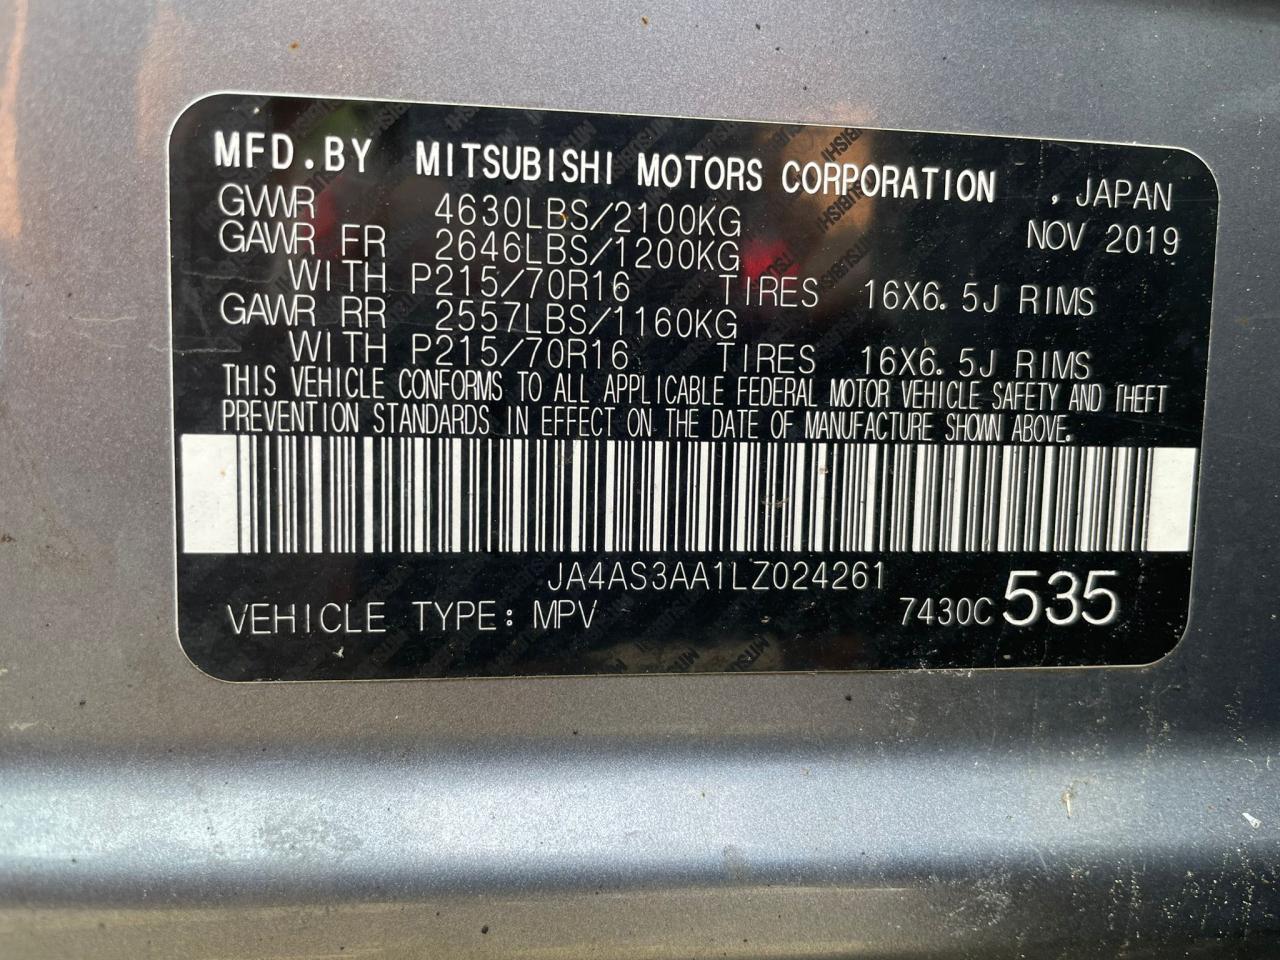 MFD.BY MITSUBISHI MOTORS CORPORATION , JAPAN
GVWR 4630LBS/2100KG NOV 2019
GAWR FR 2646LBS/1200KG
WITH P215/70R16 TIRES 16X6.5J RIMS
GAWR RR 2557LBS/1160KG
WITH P215/70R16 TIRES 16X6.5J RIMS
THIS VEHICLE CONFORMS TO ALL APPLICABLE FEDERAL MOTOR VEHICLE SAFETY AND THEFT
PREVENTION STANDARDS IN EFFECT ON THE DATE OF MANUFACTURE SHOWN ABOVE.
JA4AS3AA1LZ024261
VEHICLE TYPE: MPV 7430C 535